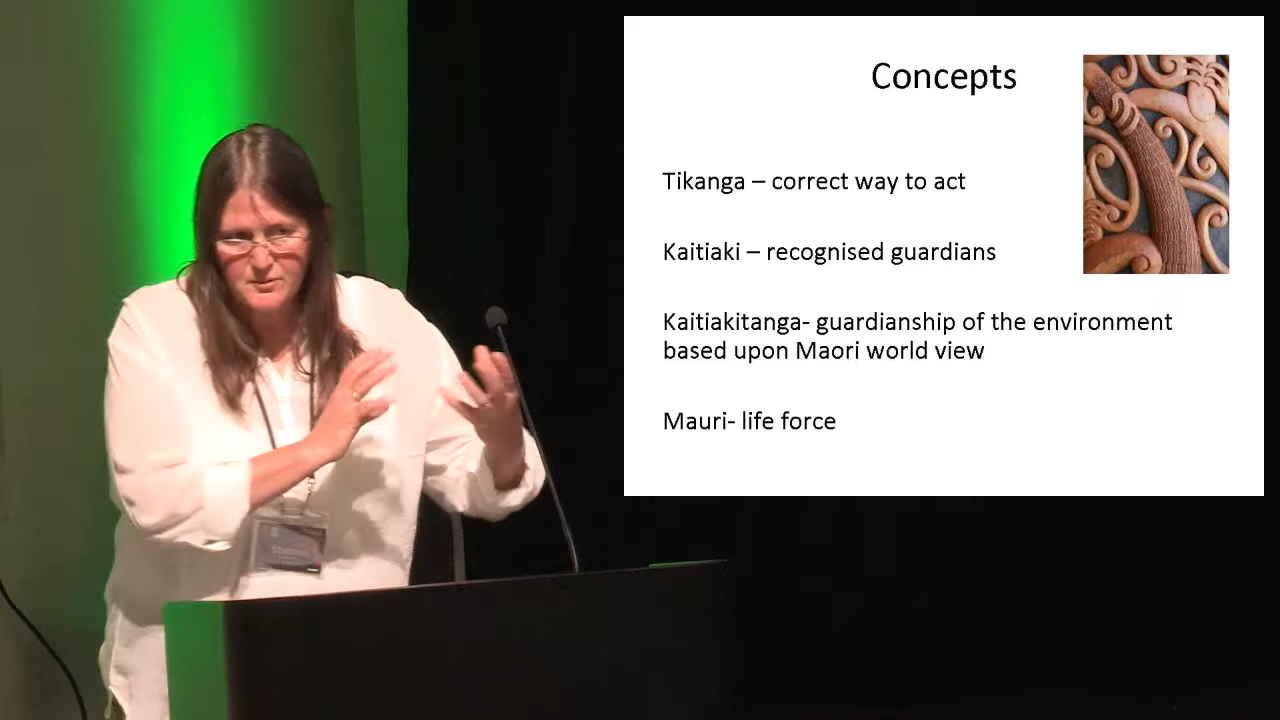 Concepts
Tikanga – correct way to act
Kaitiaki – recognised guardians
Kaitiakitanga- guardianship of the environment
based upon Maori world view
Mauri- life force